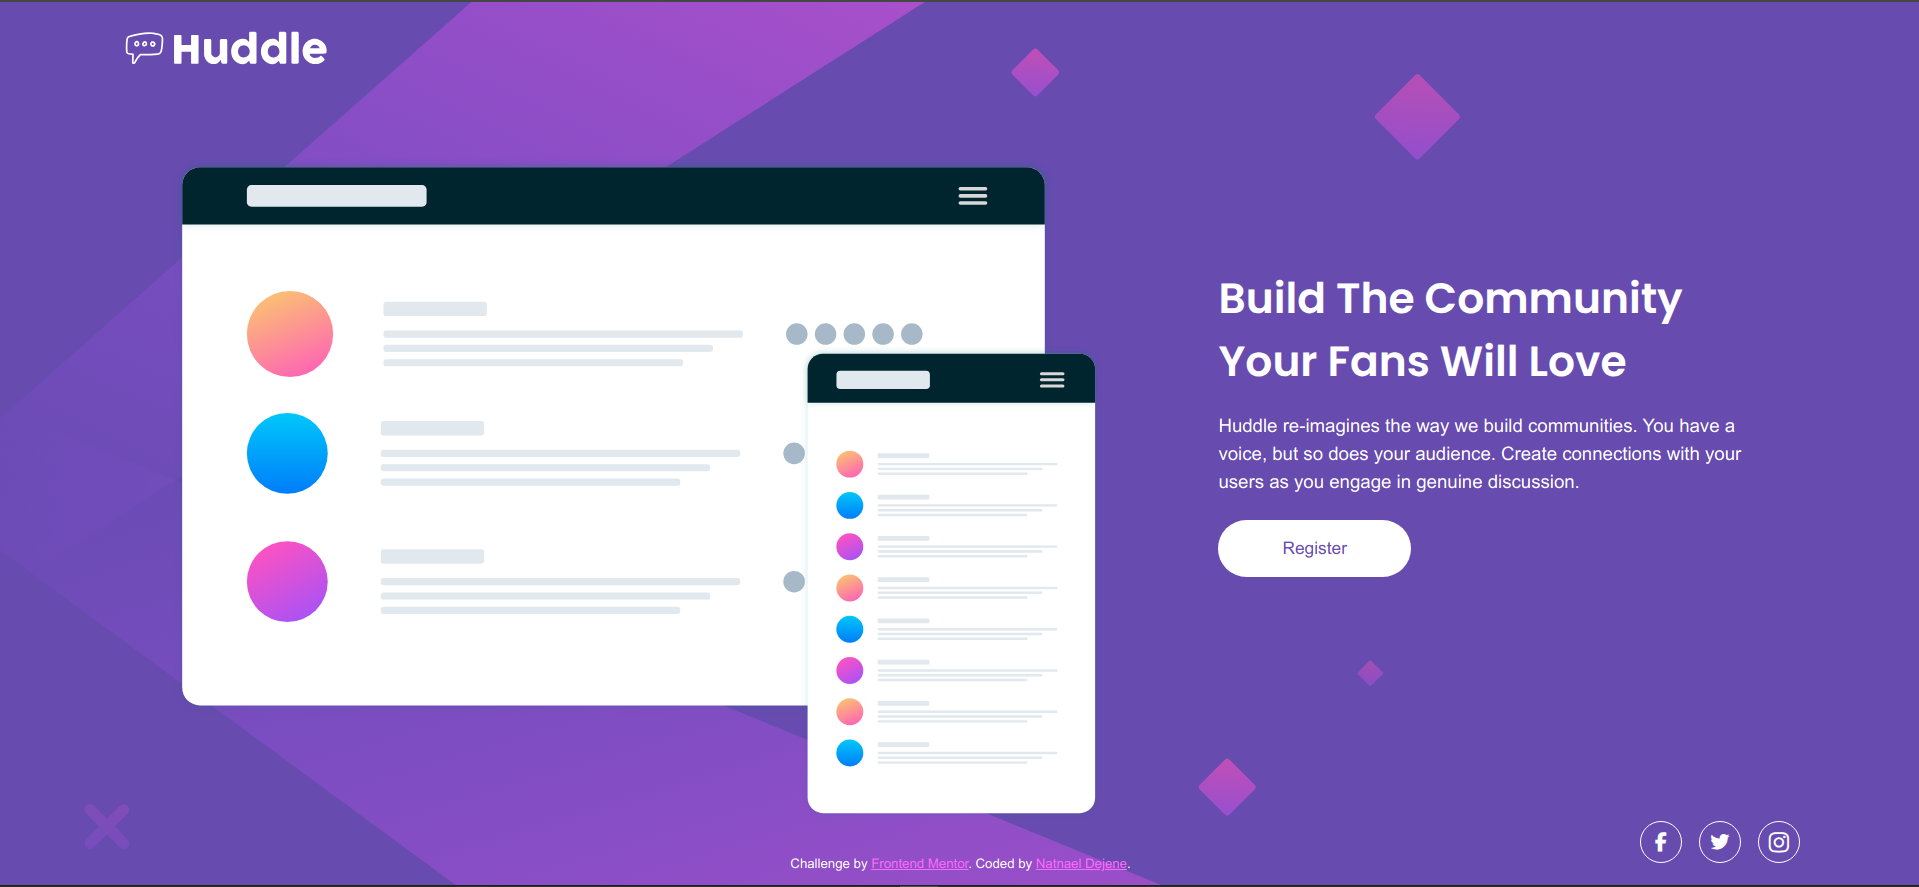 Huddle
Build The Community
Your Fans Will Love
Huddle re-imagines the way we build communities. You have a
voice, but so does your audience. Create connections with your
users as you engage in genuine discussion.
Register
Challenge by Frontend Mentor. Coded by Natnael Dejene.